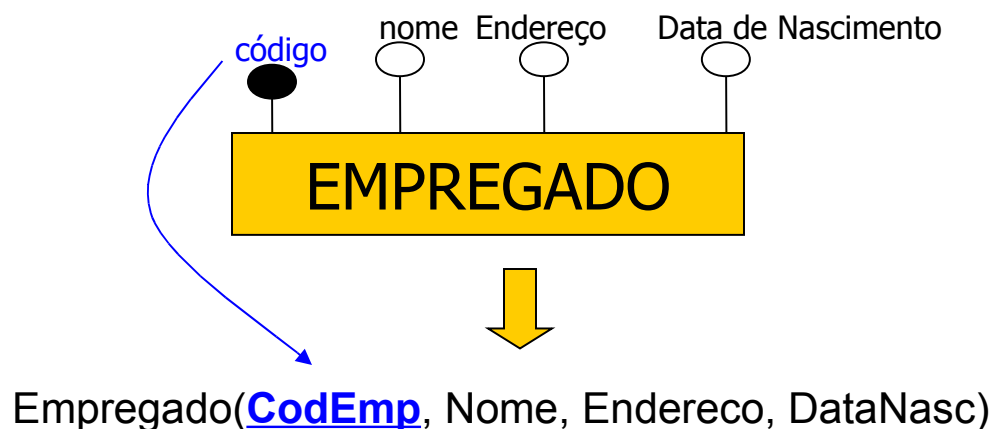 nome Endereço Data de Nascimento
código
EMPREGADO
Empregado(CodEmp, Nome, Endereco, DataNasc)